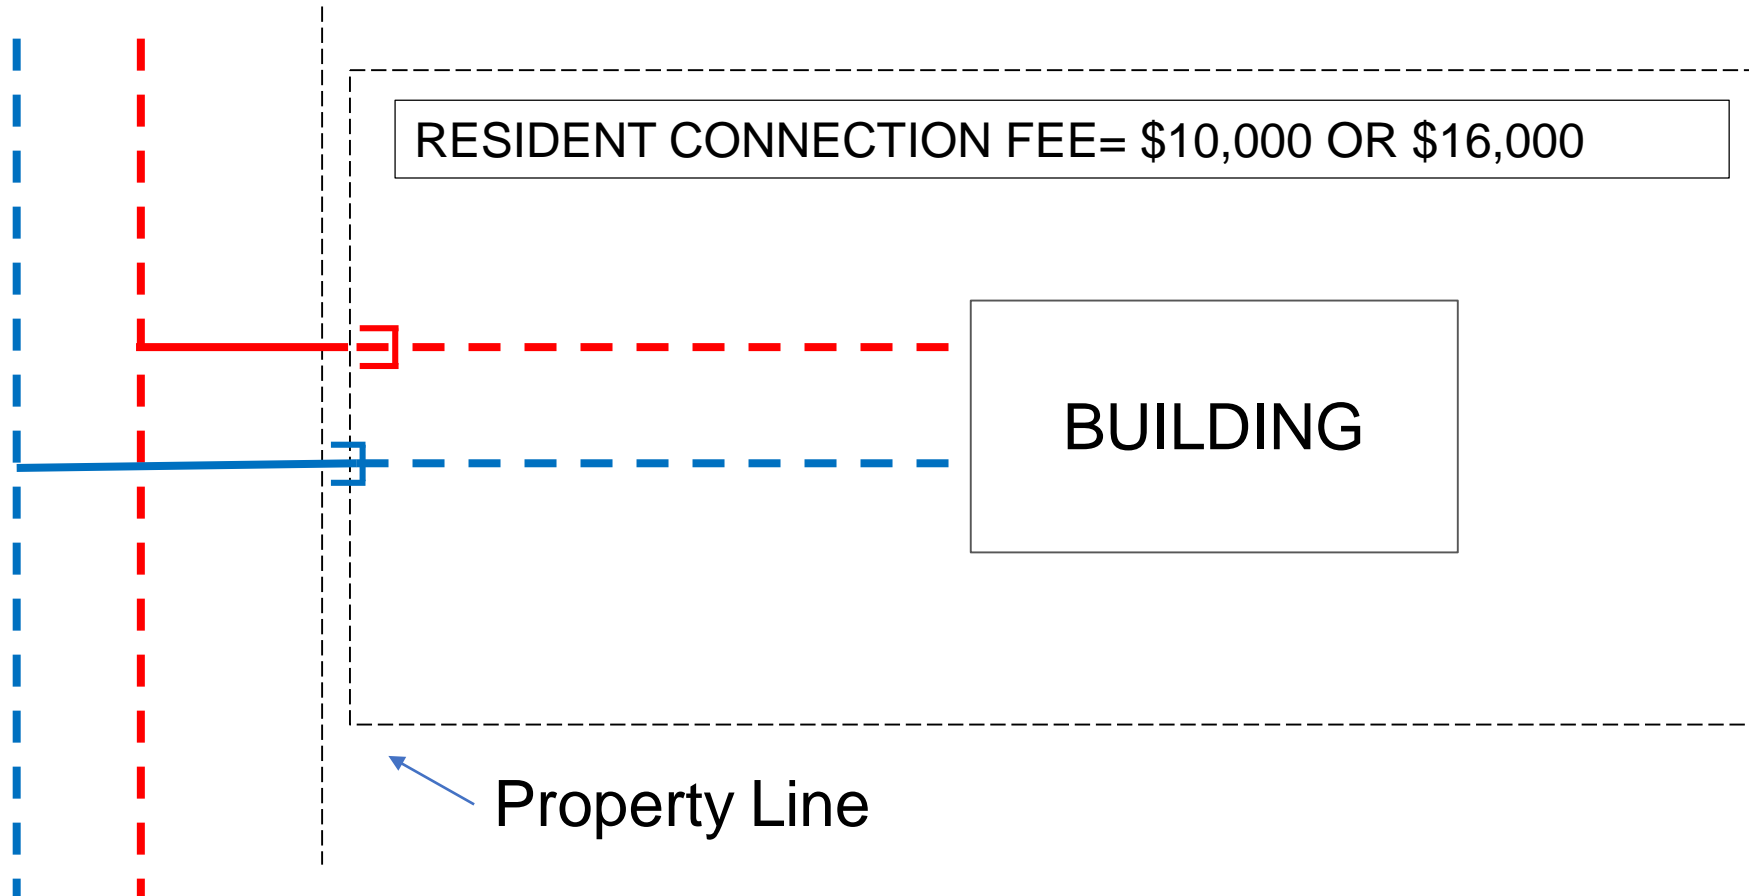 RESIDENT CONNECTION FEE= $10,000 OR $16,000
BUILDING
Property Line